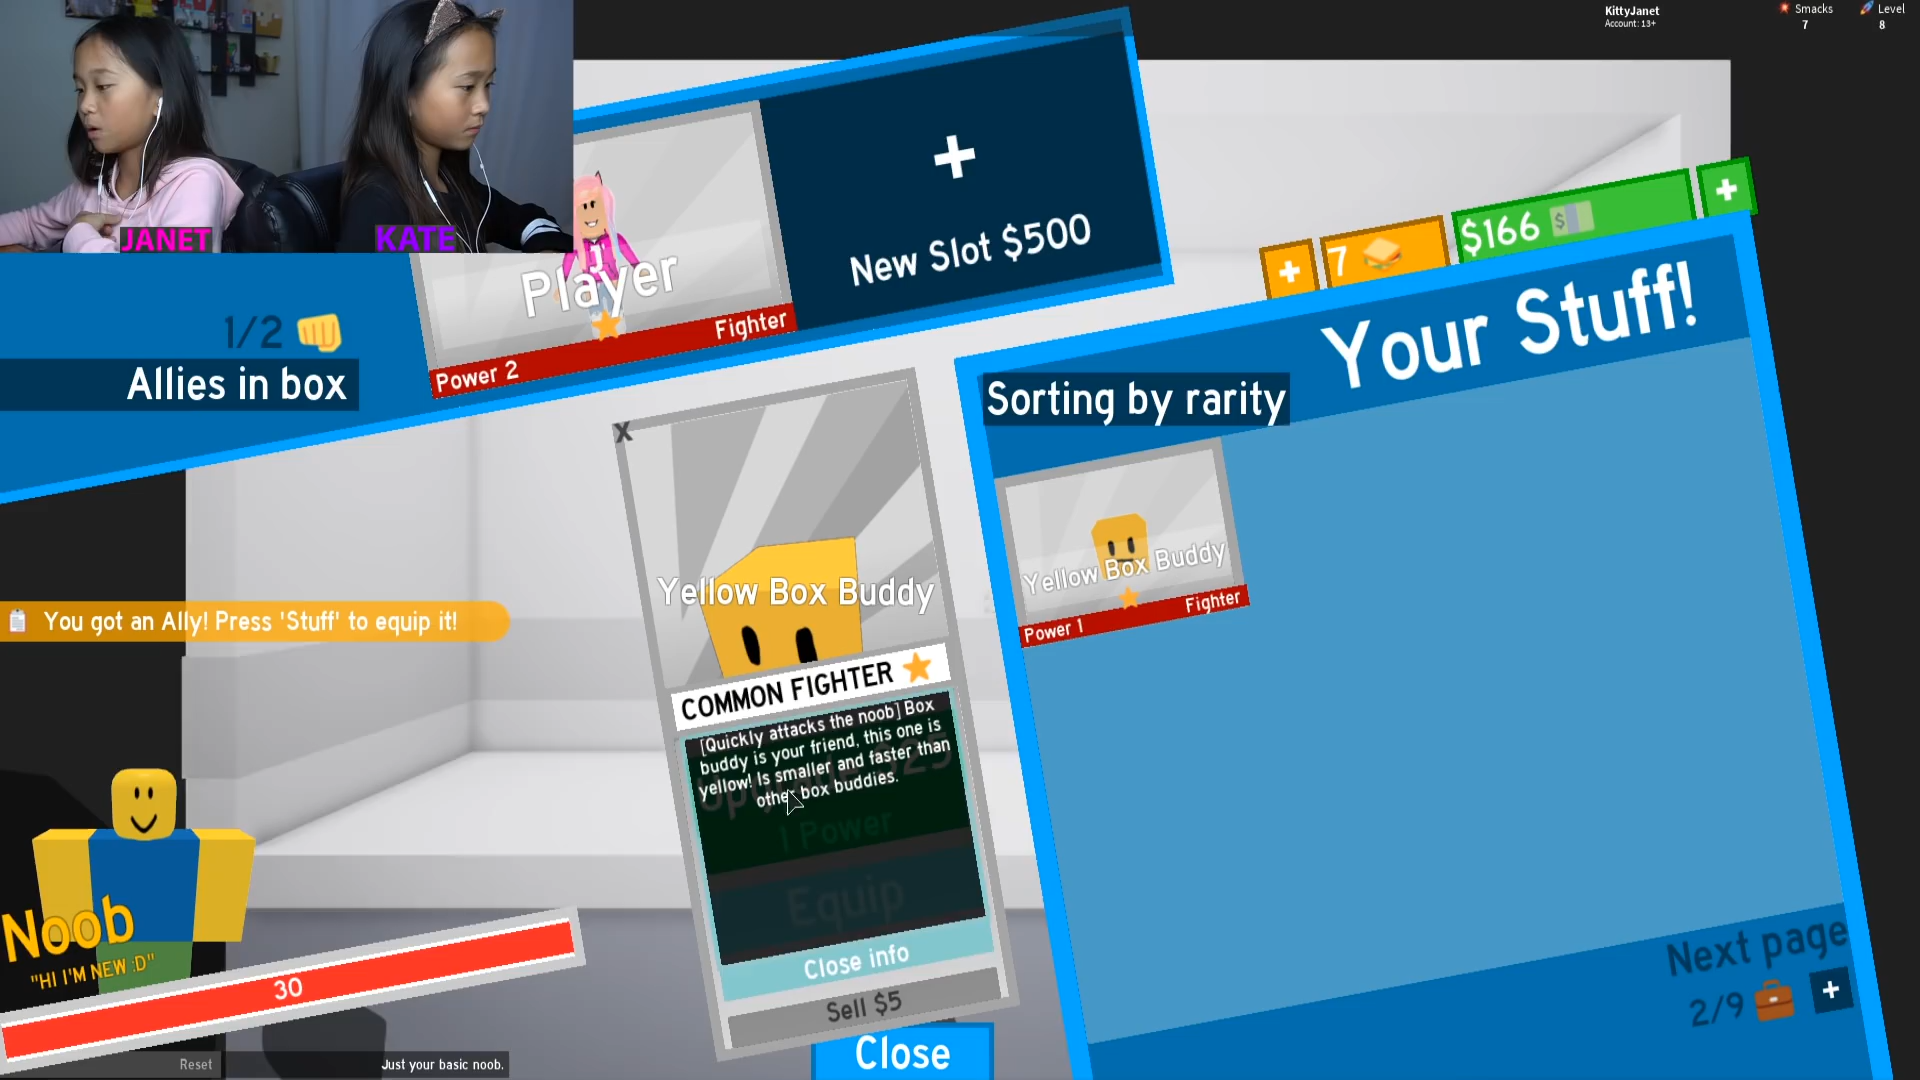 KittyJanet
Account: 13+
Smacks
7
Level
8
JANET
KATE
+
New Slot $500
Player
Power 2
Fighter
1/2
Allies in box
+
7
$166
+
Your Stuff!
Sorting by rarity
X
Yellow Box Buddy
COMMON FIGHTER
[Quickly attacks the noob] Box
buddy is your friend, this one is
yellow! Is smaller and faster than
other box buddies.
Upgrade $25
1 Power
Equip
Close info
Sell $5
Close
Yellow Box Buddy
Power 1
Fighter
You got an Ally! Press 'Stuff' to equip it!
Noob
"HI I'M NEW :D"
30
Reset
Just your basic noob.
Next page
2/9
+